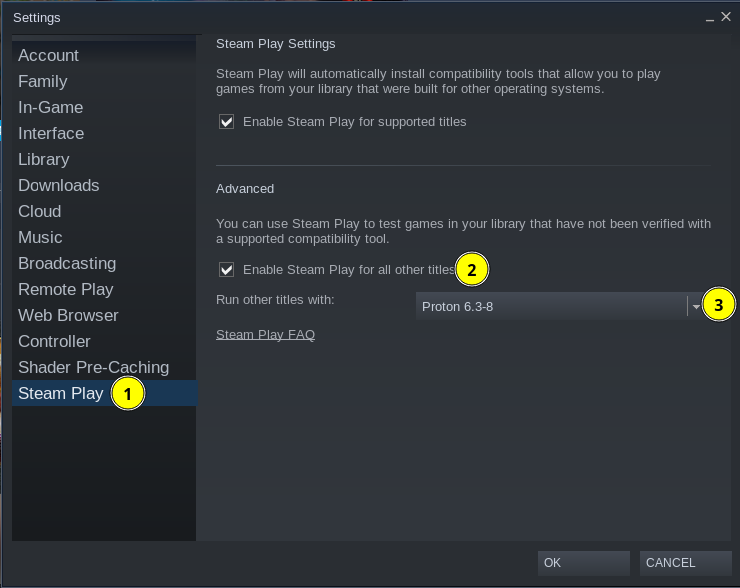 Settings
Account
Family
In-Game
Interface
Library
Downloads
Cloud
Music
Broadcasting
Remote Play
Web Browser
Controller
Shader Pre-Caching
Steam Play
1
Steam Play Settings
Steam Play will automatically install compatibility tools that allow you to play
games from your library that were built for other operating systems.
Enable Steam Play for supported titles
Advanced
You can use Steam Play to test games in your library that have not been verified with
a supported compatibility tool.
Enable Steam Play for all other titles
2
Run other titles with:
Proton 6.3-8
3
Steam Play FAQ
OK
CANCEL